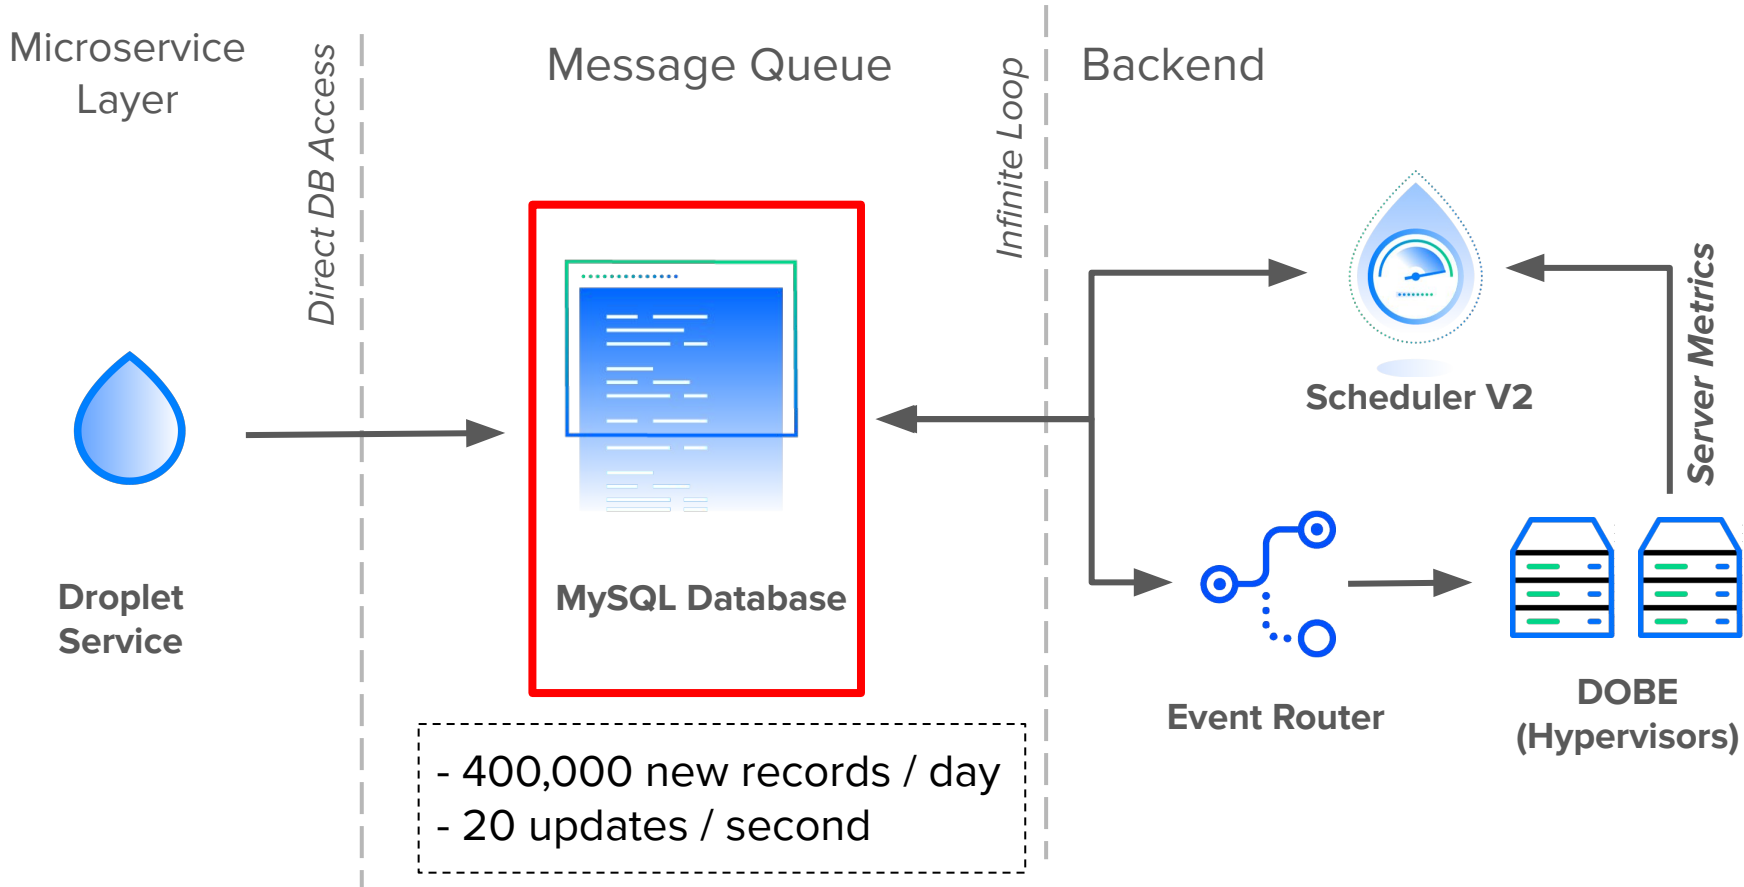 Microservice
Layer
Direct DB Access
Message Queue
Infinite Loop
Backend
Droplet
Service
MySQL Database
- 400,000 new records / day
- 20 updates / second
Scheduler V2
Server Metrics
Event Router
DOBE
(Hypervisors)